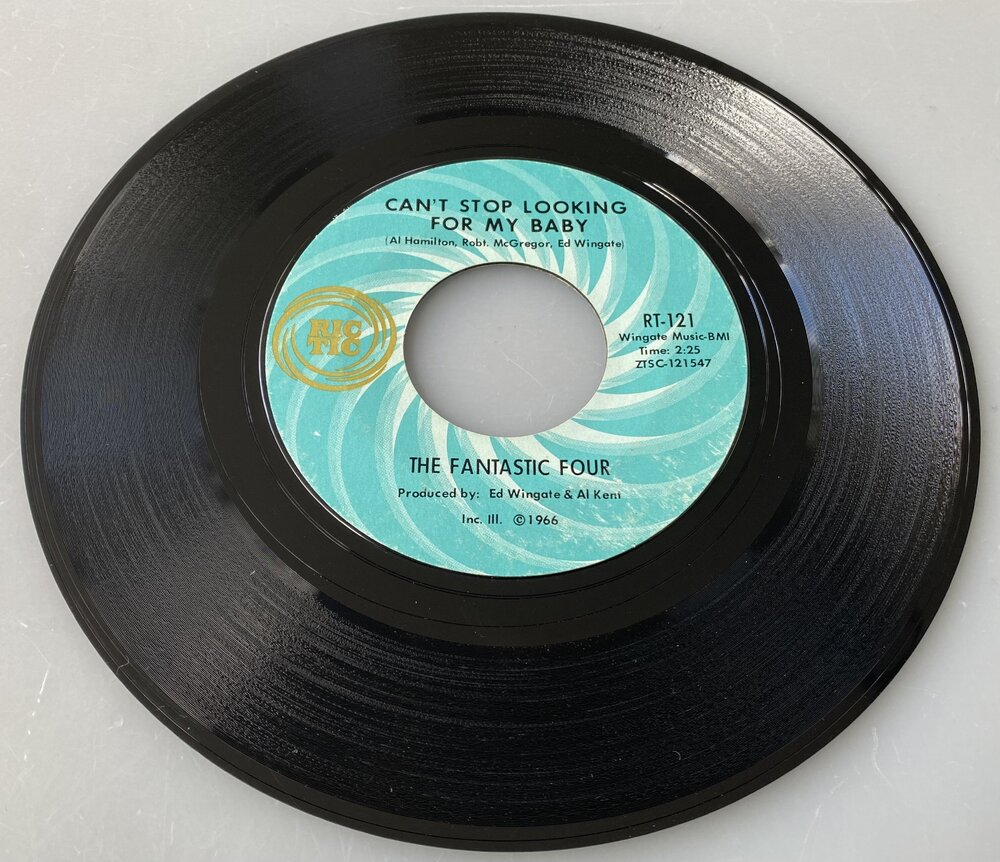 CAN'T STOP LOOKING
FOR MY BABY
(Al Hamilton, Robt. McGregor, Ed Wingate)
RIC
TIC
RT-121
Wingate Music-BMI
Time: 2:25
ZTSC-121547
THE FANTASTIC FOUR
Produced by: Ed Wingate & Al Kent
Inc. Ill. ©1966